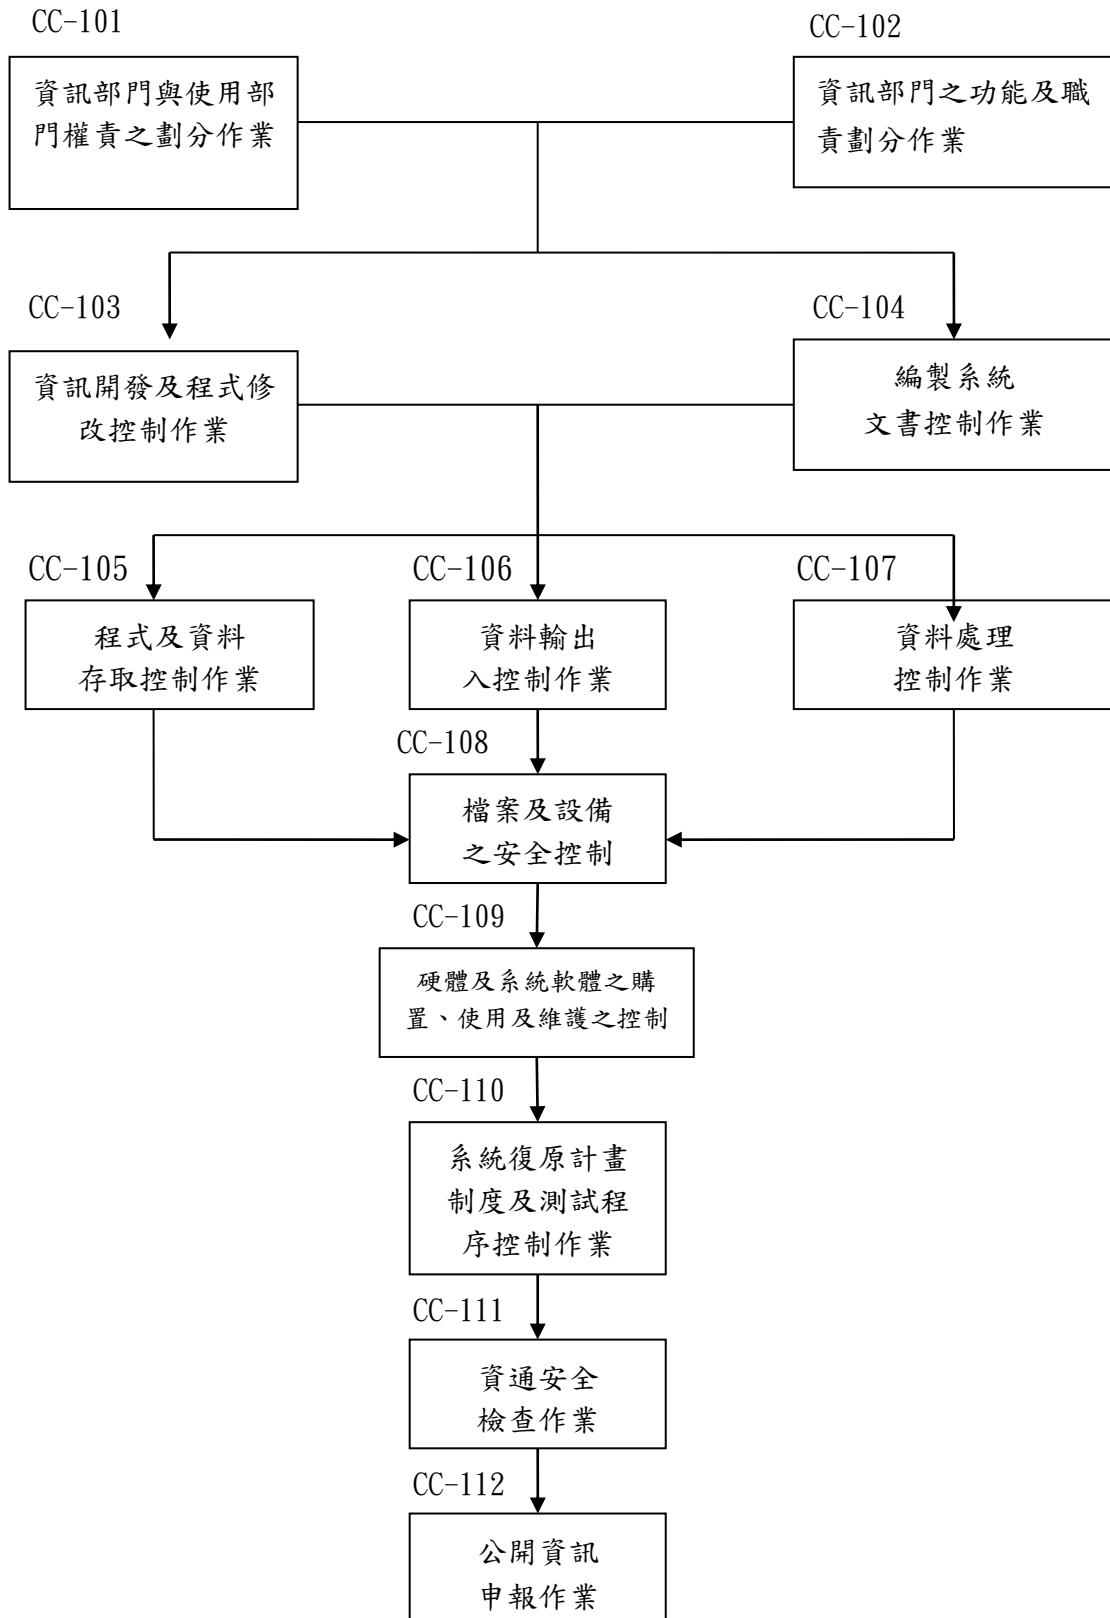 CC-101
CC-102
資訊部門與使用部
門權責之劃分作業
資訊部門之功能及職
責劃分作業
CC-103
CC-104
資訊開發及程式修
改控制作業
編製系統
文書控制作業
CC-105
CC-106
CC-107
程式及資料
存取控制作業
資料輸出
入控制作業
資料處理
控制作業
CC-108
檔案及設備
之安全控制
CC-109
硬體及系統軟體之購
置、使用及維護之控制
CC-110
系統復原計畫
制度及測試程
序控制作業
CC-111
資通安全
檢查作業
CC-112
公開資訊
申報作業